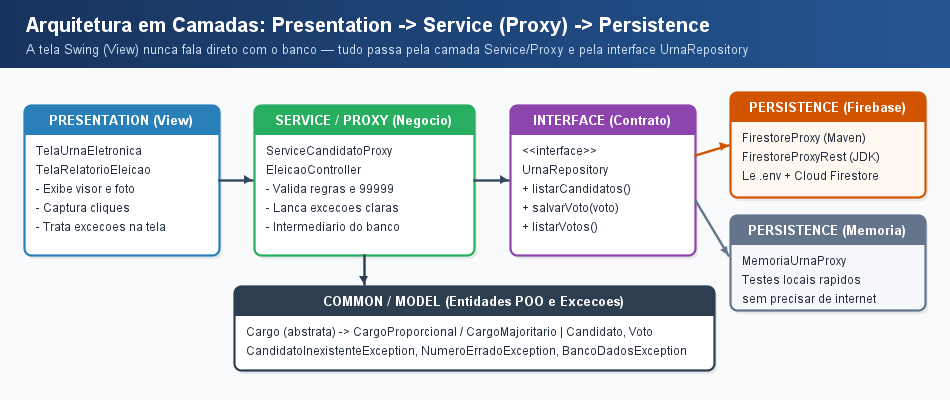 Arquitetura em Camadas: Presentation -> Service (Proxy) -> Persistence
A tela Swing (View) nunca fala direto com o banco — tudo passa pela camada Service/Proxy e pela interface UrnaRepository
PRESENTATION (View)
TelaUrnaEletronica
TelaRelatorioEleicao
- Exibe visor e foto
- Captura cliques
- Trata excecoes na tela
SERVICE / PROXY (Negocio)
ServiceCandidatoProxy
EleicaoController
- Valida regras e 99999
- Lanca excecoes claras
- Intermediario do banco
INTERFACE (Contrato)
<<interface>>
UrnaRepository
+ listarCandidatos()
+ salvarVoto(voto)
+ listarVotos()
PERSISTENCE (Firebase)
FirestoreProxy (Maven)
FirestoreProxyRest (JDK)
Le .env + Cloud Firestore
PERSISTENCE (Memoria)
MemoriaUrnaProxy
Testes locais rapidos
sem precisar de internet
COMMON / MODEL (Entidades POO e Excecoes)
Cargo (abstrata) -> CargoProporcional / CargoMajoritario | Candidato, Voto
CandidatoInexistenteException, NumeroErradoException, BancoDadosException